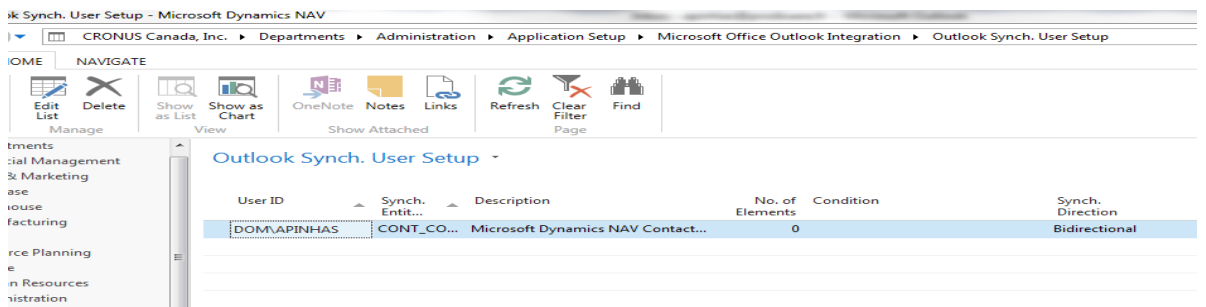 ok Synch. User Setup - Microsoft Dynamics NAV
CRONUS Canada, Inc. ▸ Departments ▸ Administration ▸ Application Setup ▸ Microsoft Office Outlook Integration ▸ Outlook Synch. User Setup
HOME NAVIGATE
Edit List Delete Show as List Show as Chart OneNote Notes Links Refresh Clear Filter Find
Manage View Show Attached Page
tments
cial Management
& Marketing
ase
house
facturing
rce Planning
e
n Resources
nistration
Outlook Synch. User Setup
User ID Synch. Entit... Description No. of Elements Condition Synch. Direction
DOM\APINHAS CONT_CO... Microsoft Dynamics NAV Contact... 0 Bidirectional